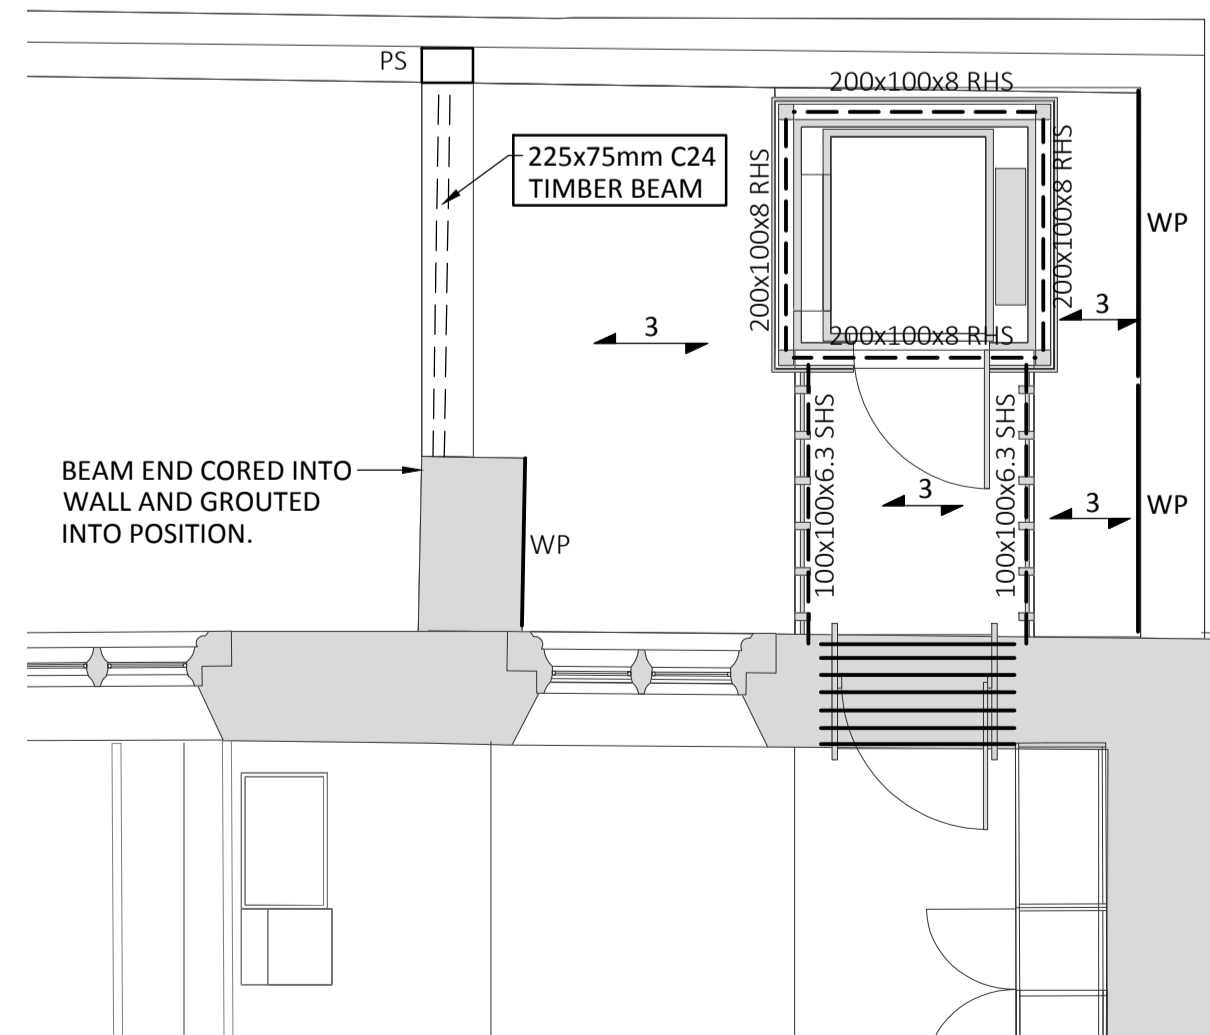 PS
200x100x8 RHS
225x75mm C24
TIMBER BEAM
200x100x8 RHS
200x100x8 RHS
WP
3
3
200x100x8 RHS
BEAM END CORED INTO
WALL AND GROUTED
INTO POSITION.
100x100x6.3 SHS
100x100x6.3 SHS
3
3
WP
WP